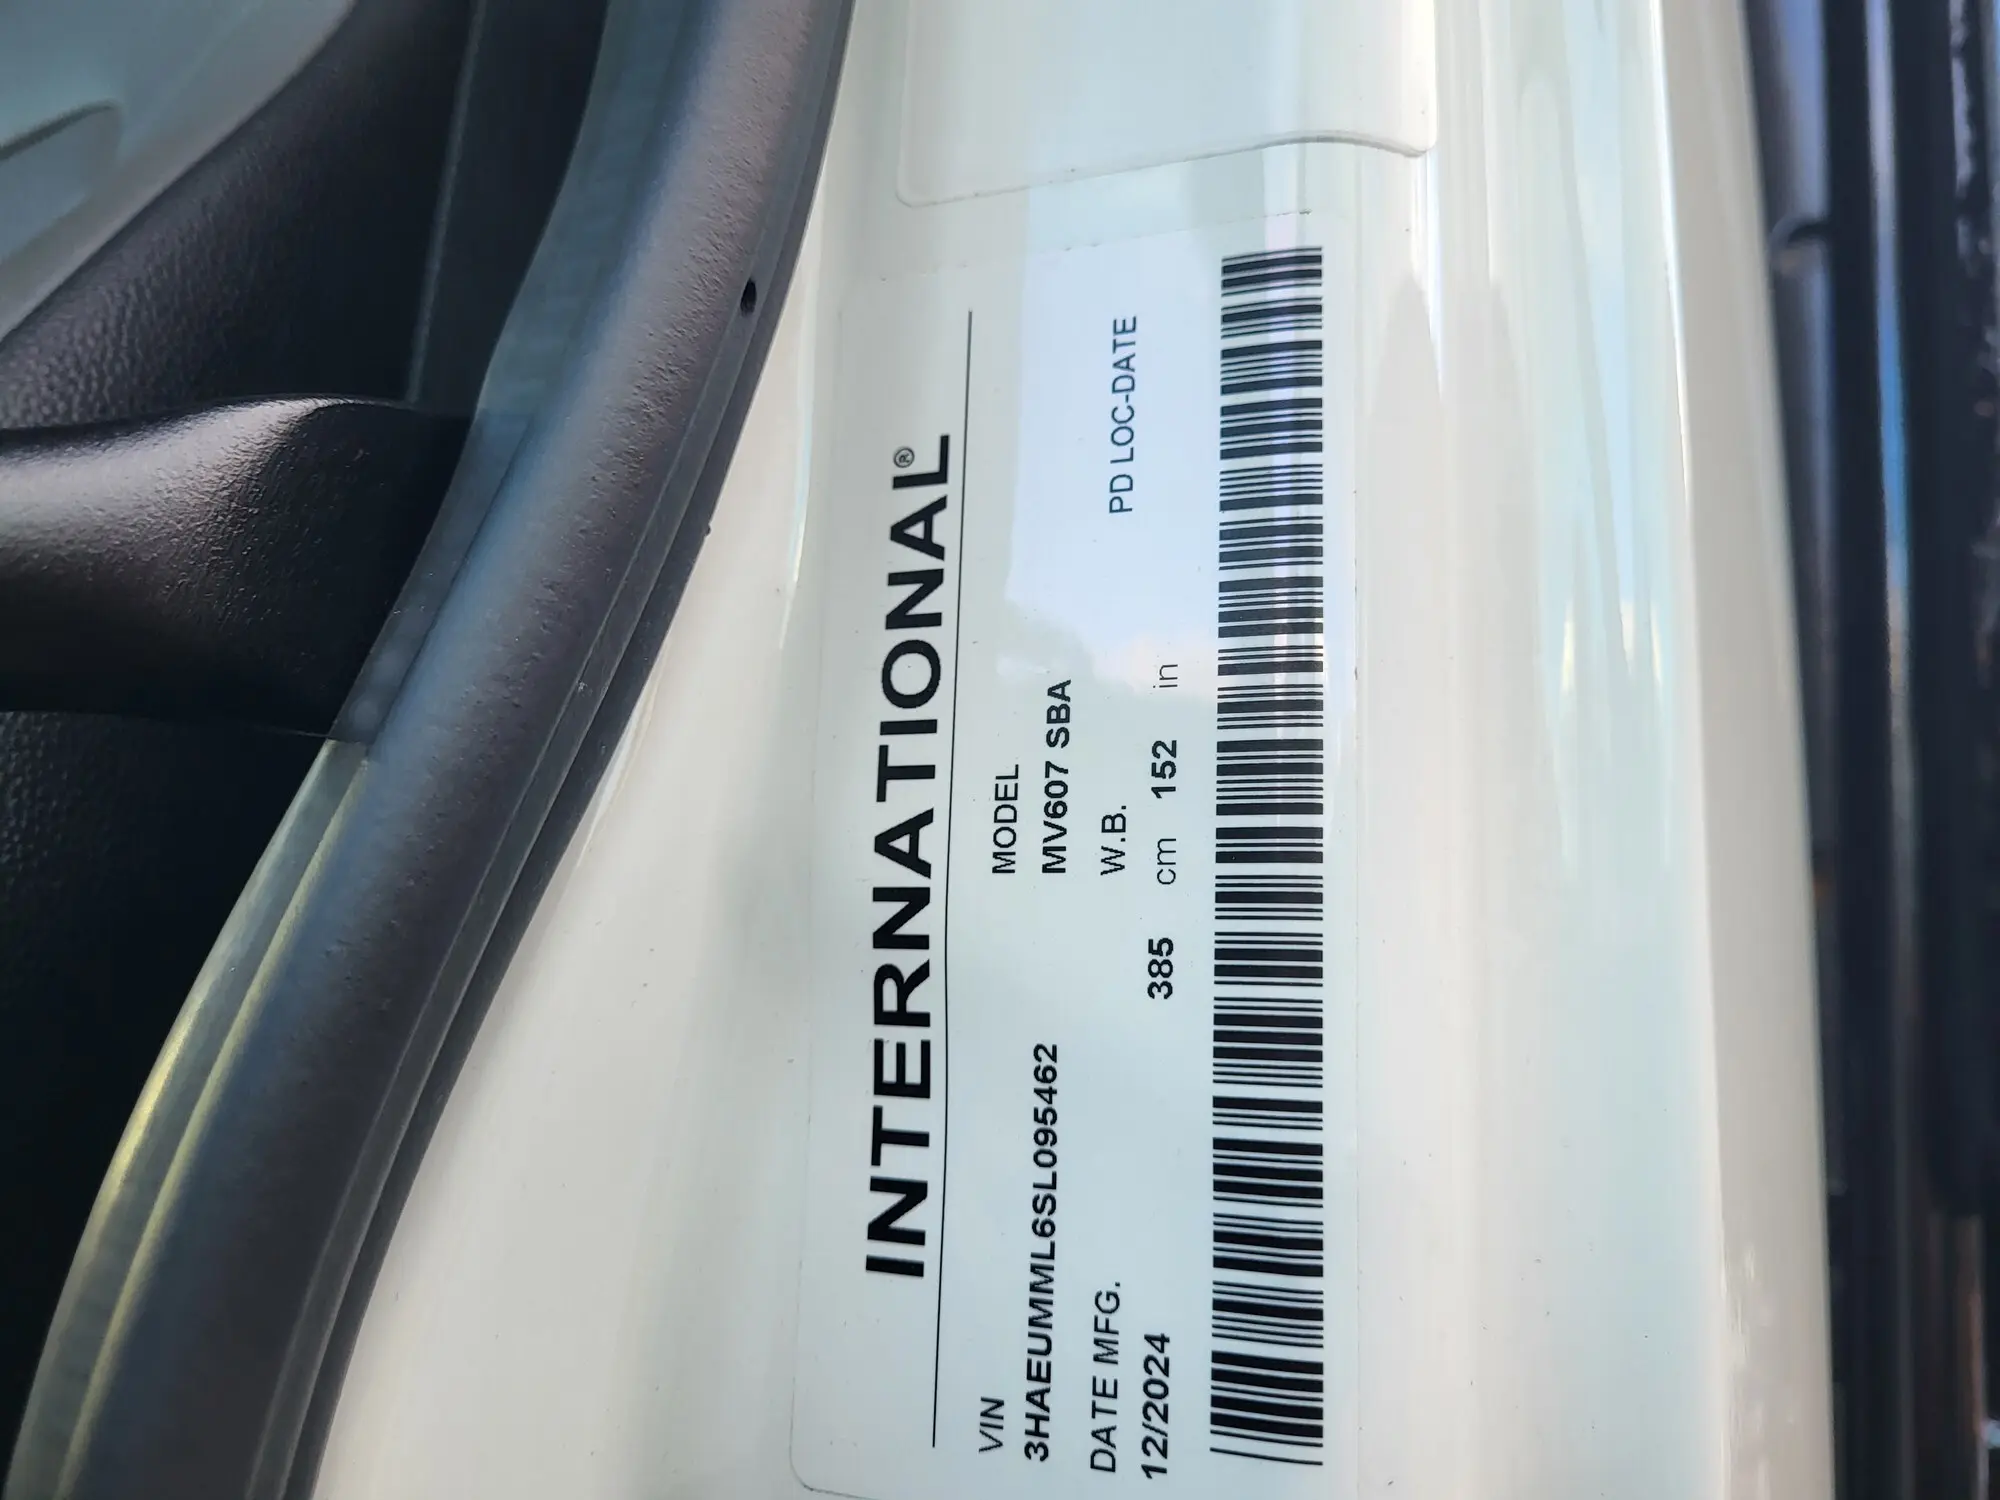 INTERNATIONAL®
VIN
MODEL
3HAEUMML6SL095462
MV607 SBA
DATE MFG.
W.B.
PD LOC-DATE
12/2024
385 cm 152 in